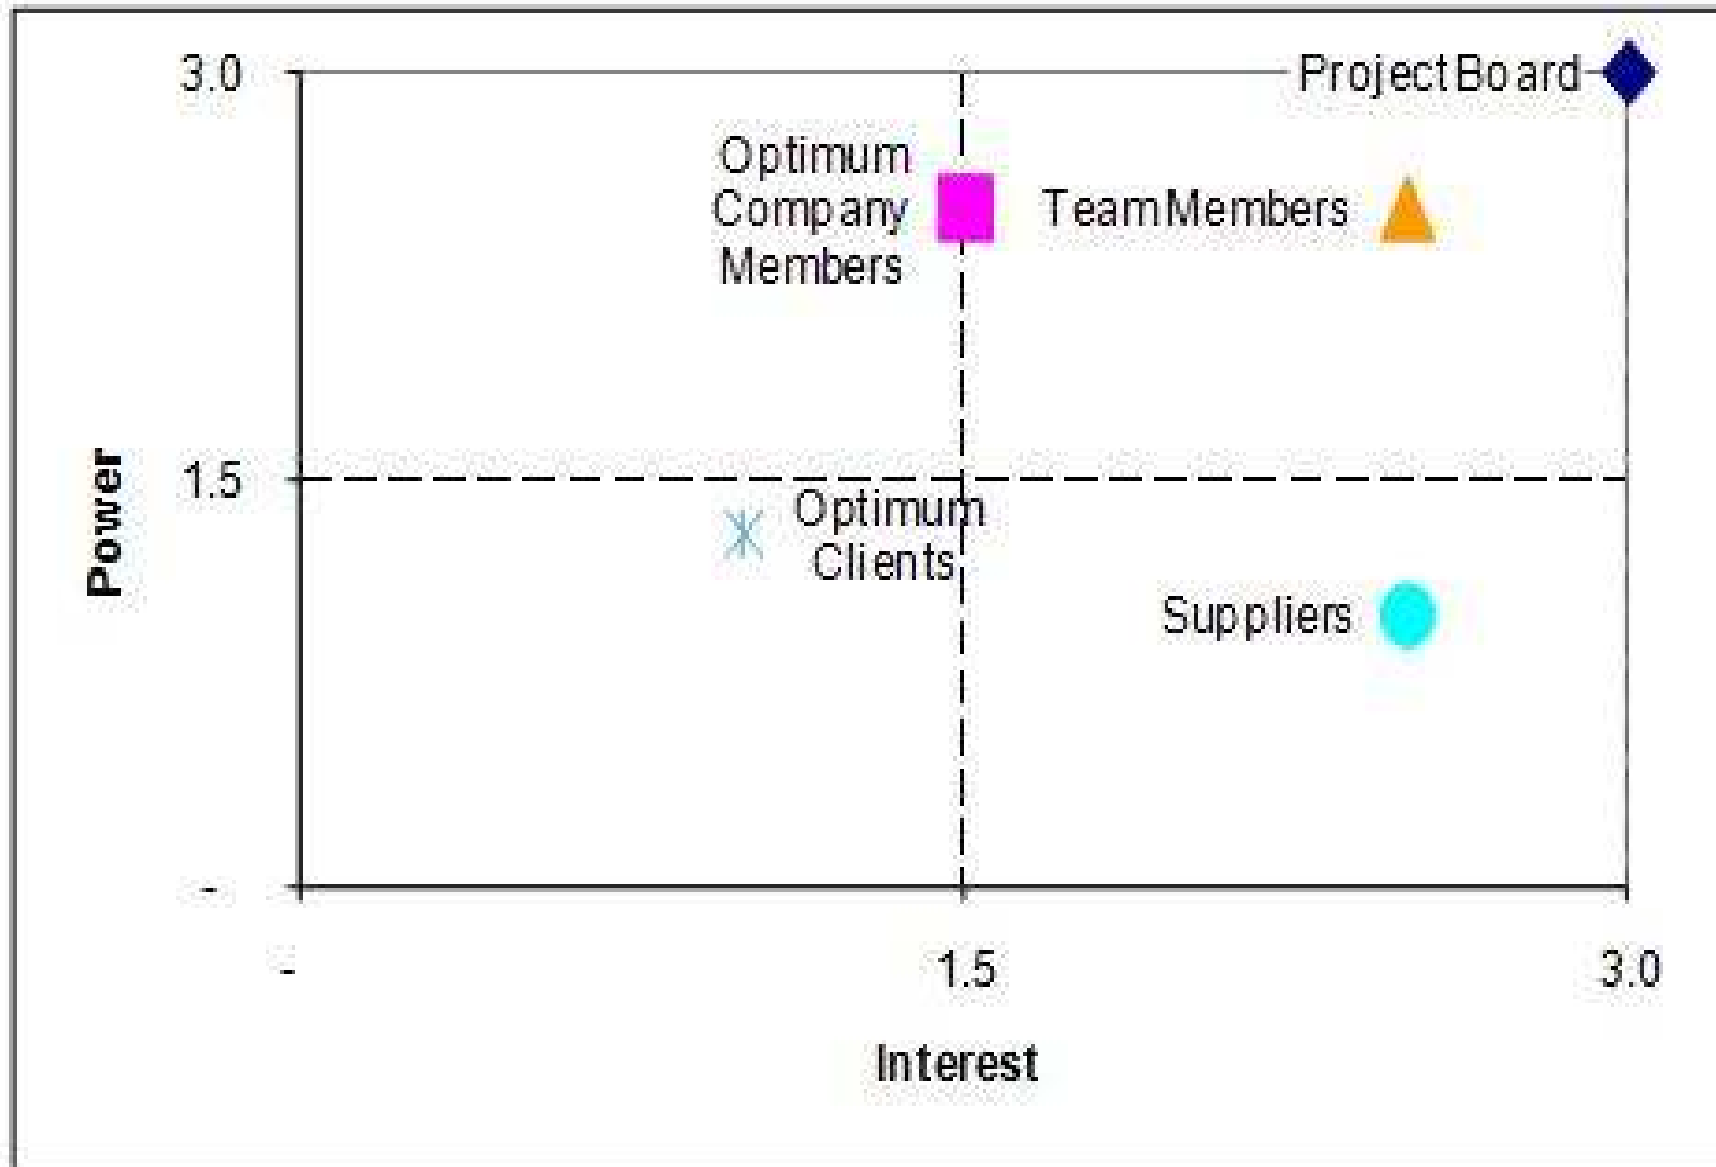 3.0
Project Board
Optimum
Company
Members
Team Members
Power
1.5
Optimum
Clients
Suppliers
-
-
1.5
3.0
Interest